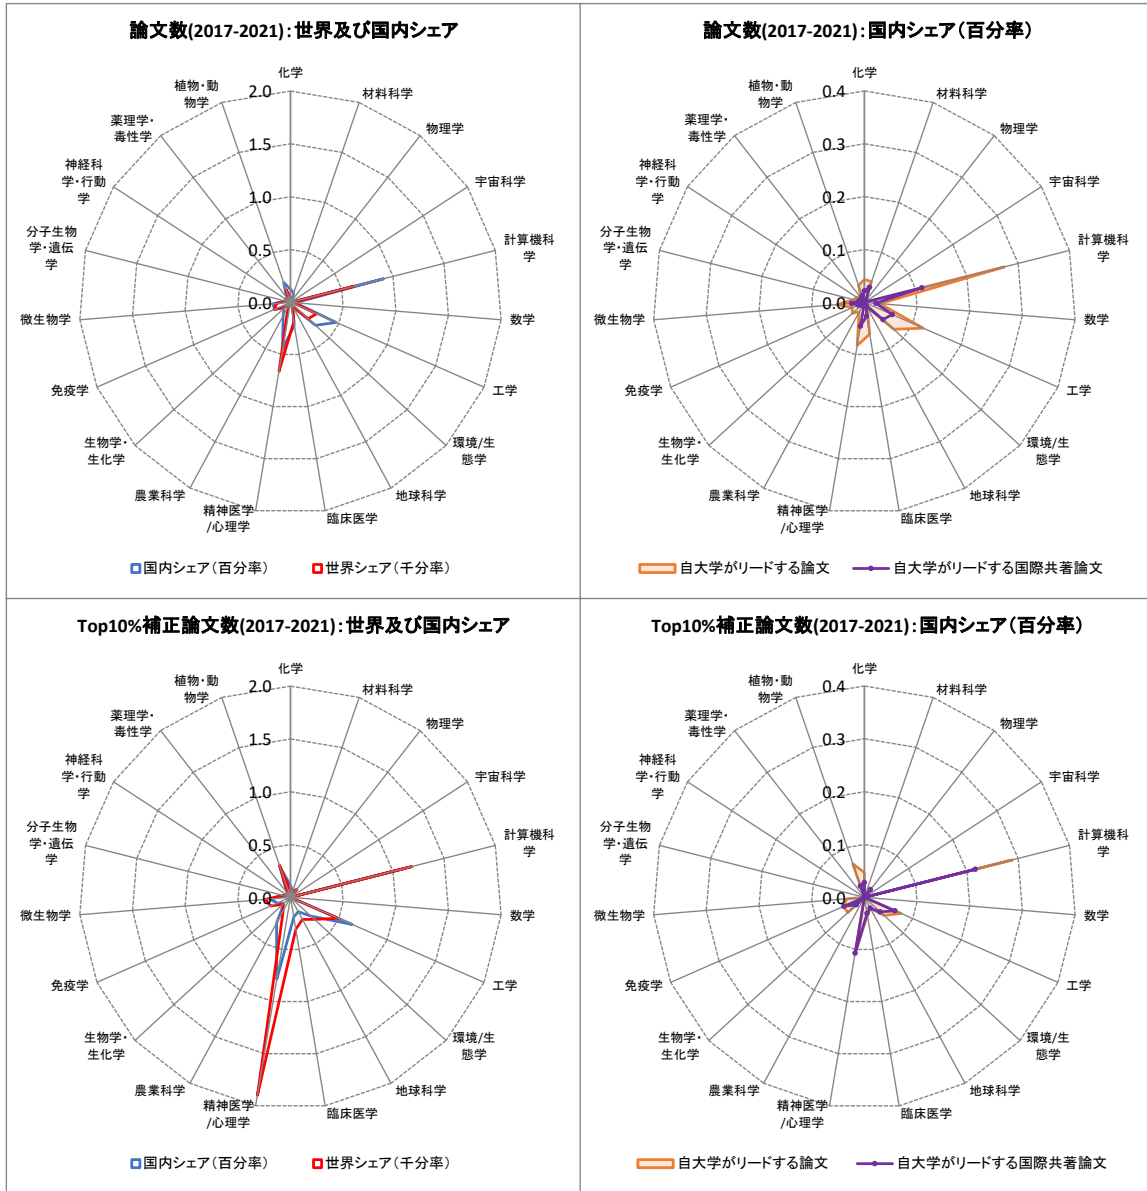 論文数(2017-2021):世界及び国内シェア
化学
材料科学
物理学
宇宙科学
計算機科
学
数学
工学
環境/生
態学
地球科学
臨床医学
精神医学
/心理学
農業科学
生物学・
生化学
免疫学
微生物学
分子生物
学・遺伝
学
神経科
学・行動
学
薬理学・
毒性学
植物・動
物学
2.0
1.5
1.0
0.5
0.0
国内シェア(百分率)
世界シェア(千分率)
論文数(2017-2021):国内シェア(百分率)
化学
材料科学
物理学
宇宙科学
計算機科
学
数学
工学
環境/生
態学
地球科学
臨床医学
精神医学
/心理学
農業科学
生物学・
生化学
免疫学
微生物学
分子生物
学・遺伝
学
神経科
学・行動
学
薬理学・
毒性学
植物・動
物学
0.4
0.3
0.2
0.1
0.0
自大学がリードする論文
自大学がリードする国際共著論文
Top10%補正論文数(2017-2021):世界及び国内シェア
化学
材料科学
物理学
宇宙科学
計算機科
学
数学
工学
環境/生
態学
地球科学
臨床医学
精神医学
/心理学
農業科学
生物学・
生化学
免疫学
微生物学
分子生物
学・遺伝
学
神経科
学・行動
学
薬理学・
毒性学
植物・動
物学
2.0
1.5
1.0
0.5
0.0
国内シェア(百分率)
世界シェア(千分率)
Top10%補正論文数(2017-2021):国内シェア(百分率)
化学
材料科学
物理学
宇宙科学
計算機科
学
数学
工学
環境/生
態学
地球科学
臨床医学
精神医学
/心理学
農業科学
生物学・
生化学
免疫学
微生物学
分子生物
学・遺伝
学
神経科
学・行動
学
薬理学・
毒性学
植物・動
物学
0.4
0.3
0.2
0.1
0.0
自大学がリードする論文
自大学がリードする国際共著論文